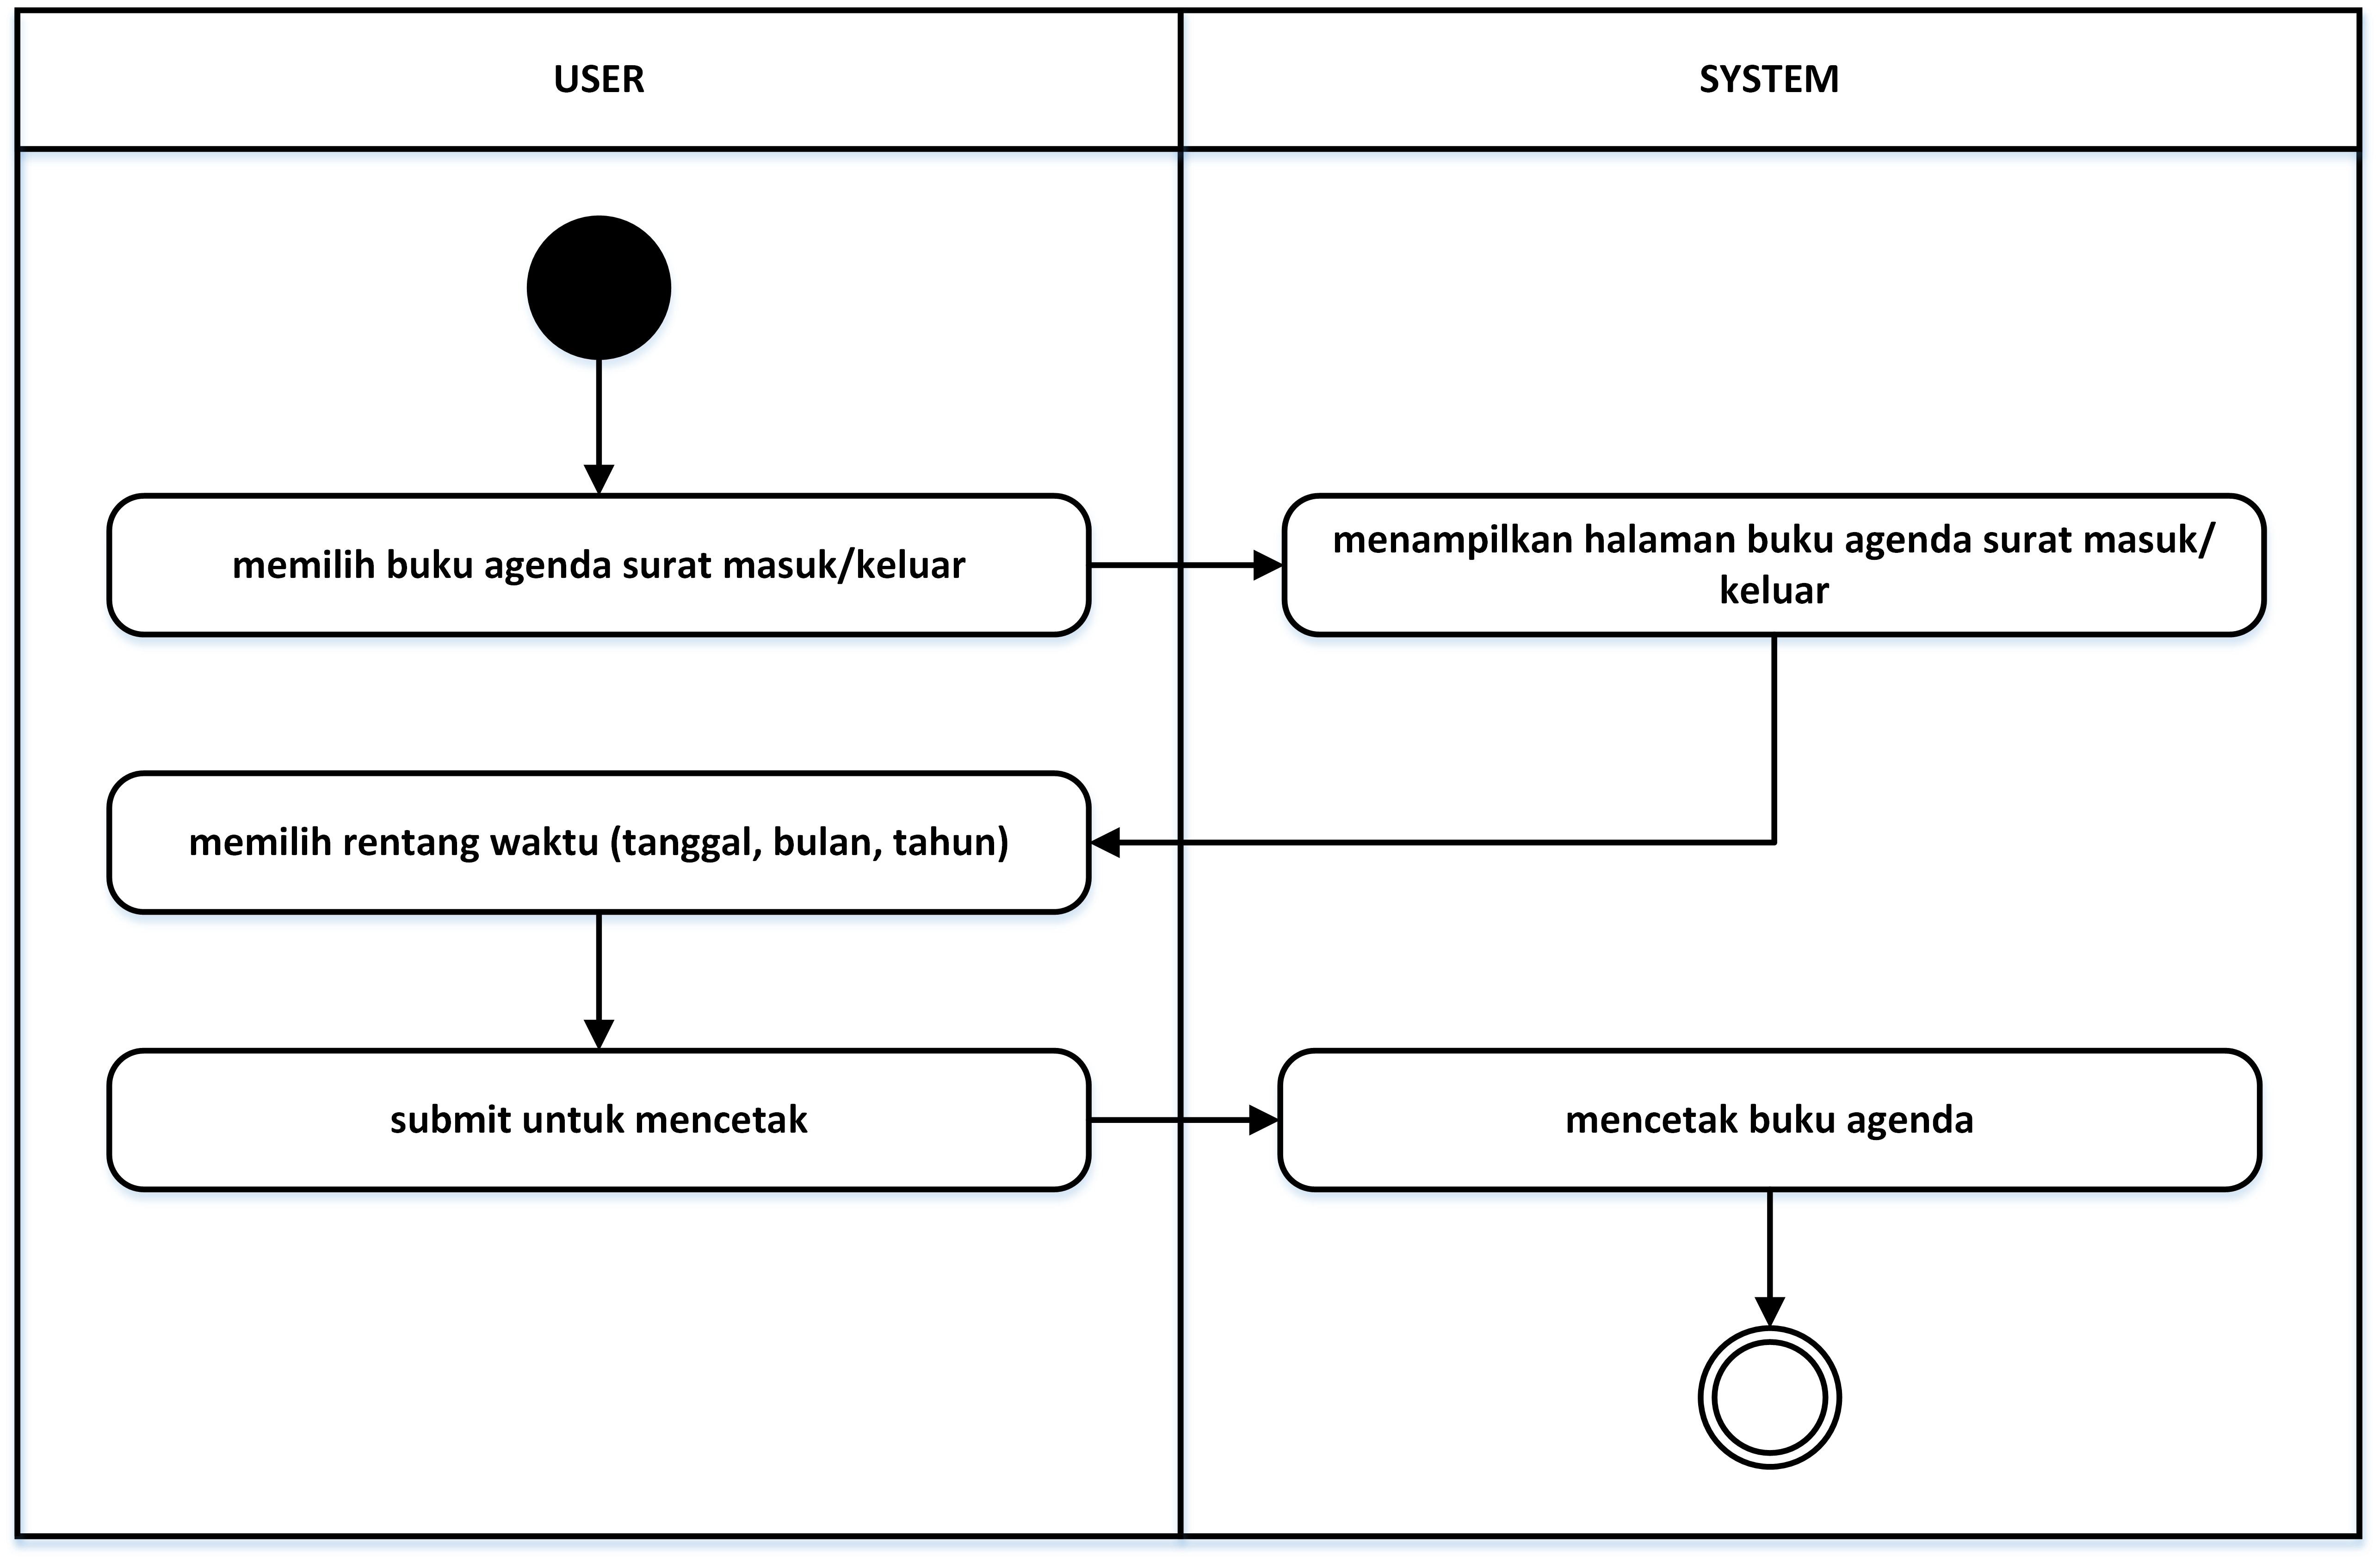 USER
SYSTEM
memilih buku agenda surat masuk/keluar
menampilkan halaman buku agenda surat masuk/
keluar
memilih rentang waktu (tanggal, bulan, tahun)
submit untuk mencetak
mencetak buku agenda